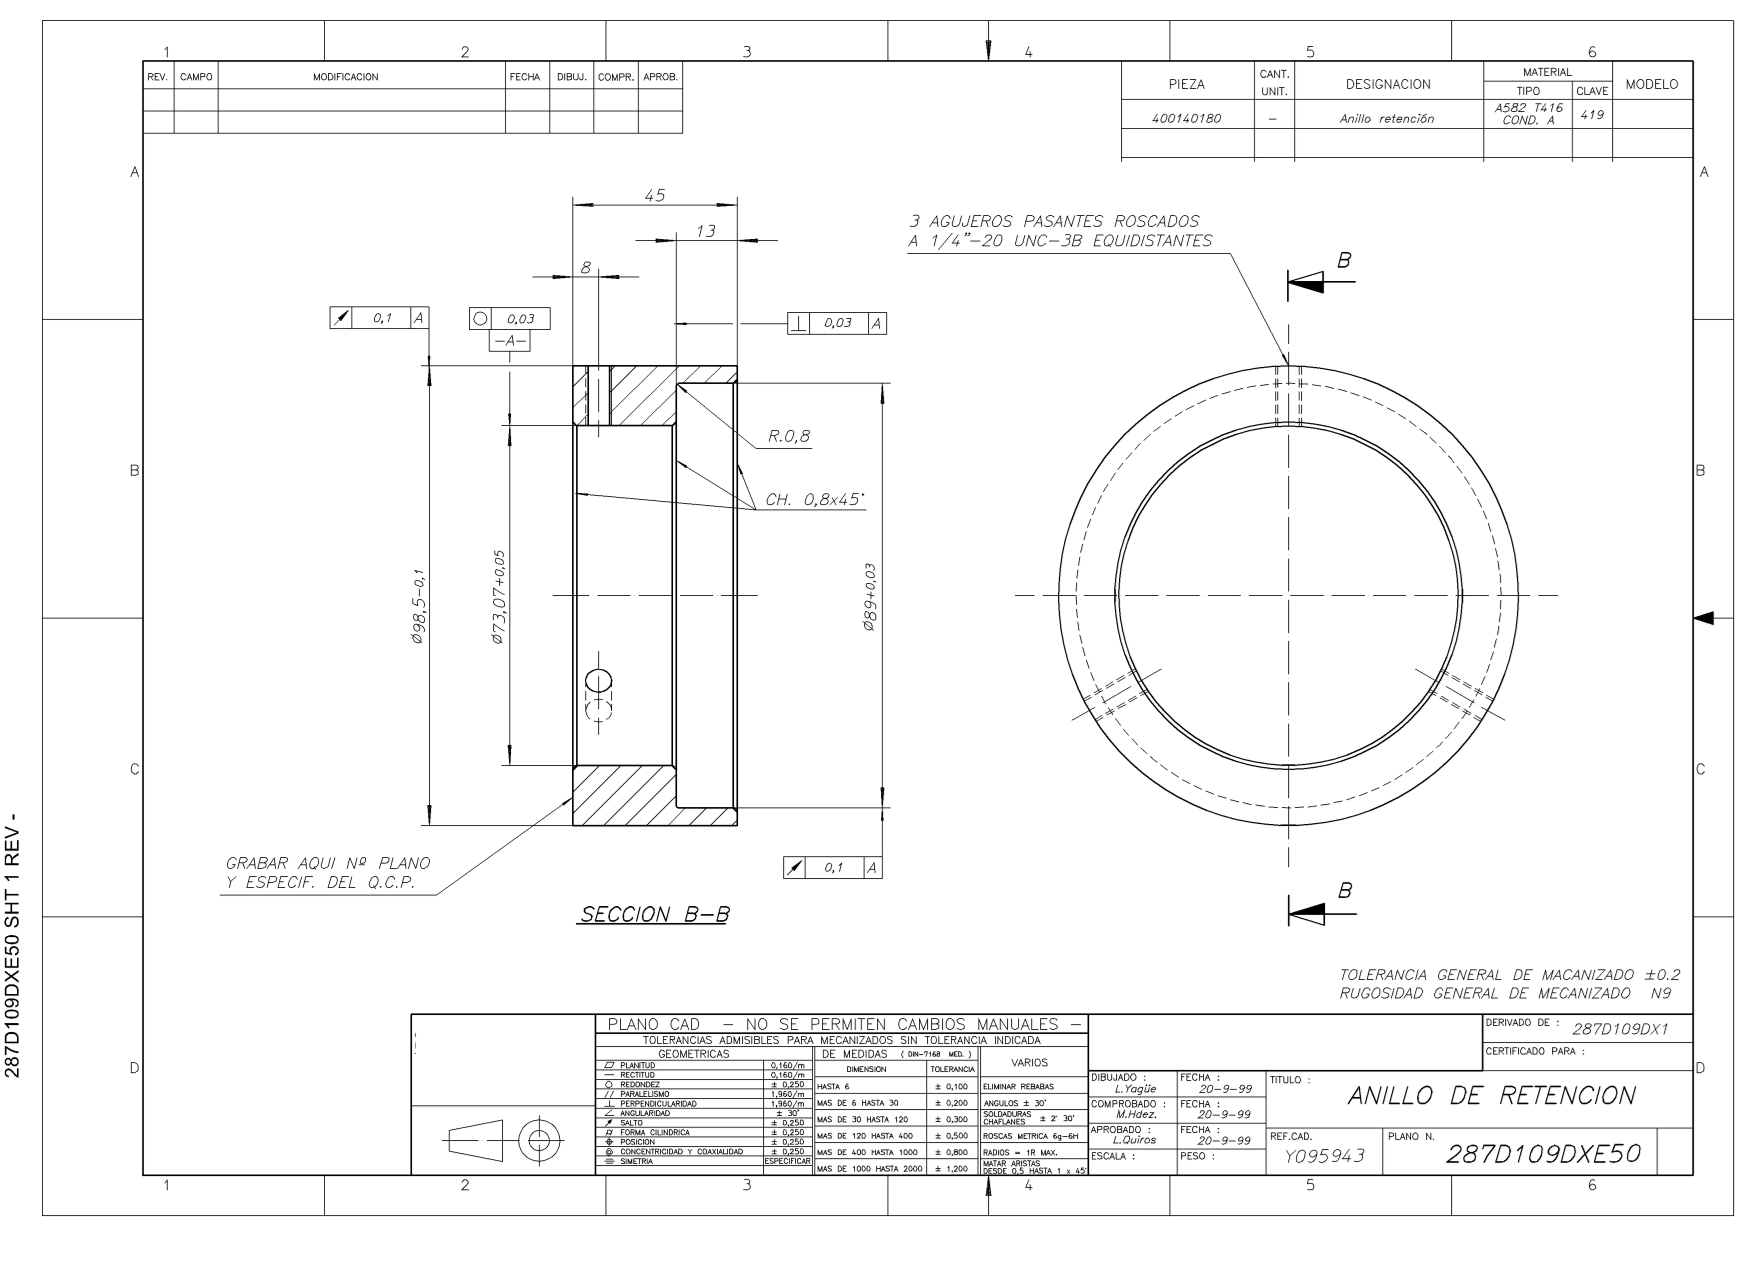 1 2 3 4 5 6
REV. CAMPO MODIFICACION FECHA DIBUJ. COMPR. APROB.
PIEZA CANT. UNIT. DESIGNACION MATERIAL TIPO CLAVE MODELO
400140180 – Anillo retención A582 T416 COND. A 419
A A
45
13
8
3 AGUJEROS PASANTES ROSCADOS
A 1/4"–20 UNC–3B EQUIDISTANTES
B
0,1 A
0,03
–A–
0,03 A
R.0,8
B B
CH. 0,8x45°
Ø98,5-0,1
Ø73,07+0,05
Ø89+0,03
C C
GRABAR AQUI Nº PLANO
Y ESPECIF. DEL Q.C.P.
0,1 A
B
SECCION B–B
287D109DXE50 SHT 1 REV -
TOLERANCIA GENERAL DE MACANIZADO ±0.2
RUGOSIDAD GENERAL DE MECANIZADO N9
D D
PLANO CAD – NO SE PERMITEN CAMBIOS MANUALES –
TOLERANCIAS ADMISIBLES PARA MECANIZADOS SIN TOLERANCIA INDICADA
GEOMETRICAS
PLANITUD 0,160/m
RECTITUD 0,160/m
REDONDEZ ± 0,250
PARALELISMO 1,960/m
PERPENDICULARIDAD 1,960/m
ANGULARIDAD ± 30'
SALTO ± 0,250
FORMA CILINDRICA ± 0,250
POSICION ± 0,250
CONCENTRICIDAD Y COAXIALIDAD ± 0,250
SIMETRIA ESPECIFICAR
DE MEDIDAS ( DIN–7168 MED. )
DIMENSION TOLERANCIA
HASTA 6 ± 0,100
MAS DE 6 HASTA 30 ± 0,200
MAS DE 30 HASTA 120 ± 0,300
MAS DE 120 HASTA 400 ± 0,500
MAS DE 400 HASTA 1000 ± 0,800
MAS DE 1000 HASTA 2000 ± 1,200
VARIOS
ELIMINAR REBABAS
ANGULOS ± 30'
SOLDADURAS CHAFLANES ± 2' 30'
ROSCAS METRICA 6g–6H
RADIOS = 1R MAX.
MATAR ARISTAS
DESDE 0,5 HASTA 1 x 45°
DERIVADO DE : 287D109DX1
CERTIFICADO PARA :
DIBUJADO : L.Yagüe FECHA : 20–9–99
COMPROBADO : M.Hdez. FECHA : 20–9–99
APROBADO : L.Quiros FECHA : 20–9–99
ESCALA : PESO :
TITULO : ANILLO DE RETENCION
REF.CAD. Y095943
PLANO N. 287D109DXE50
1 2 3 4 5 6